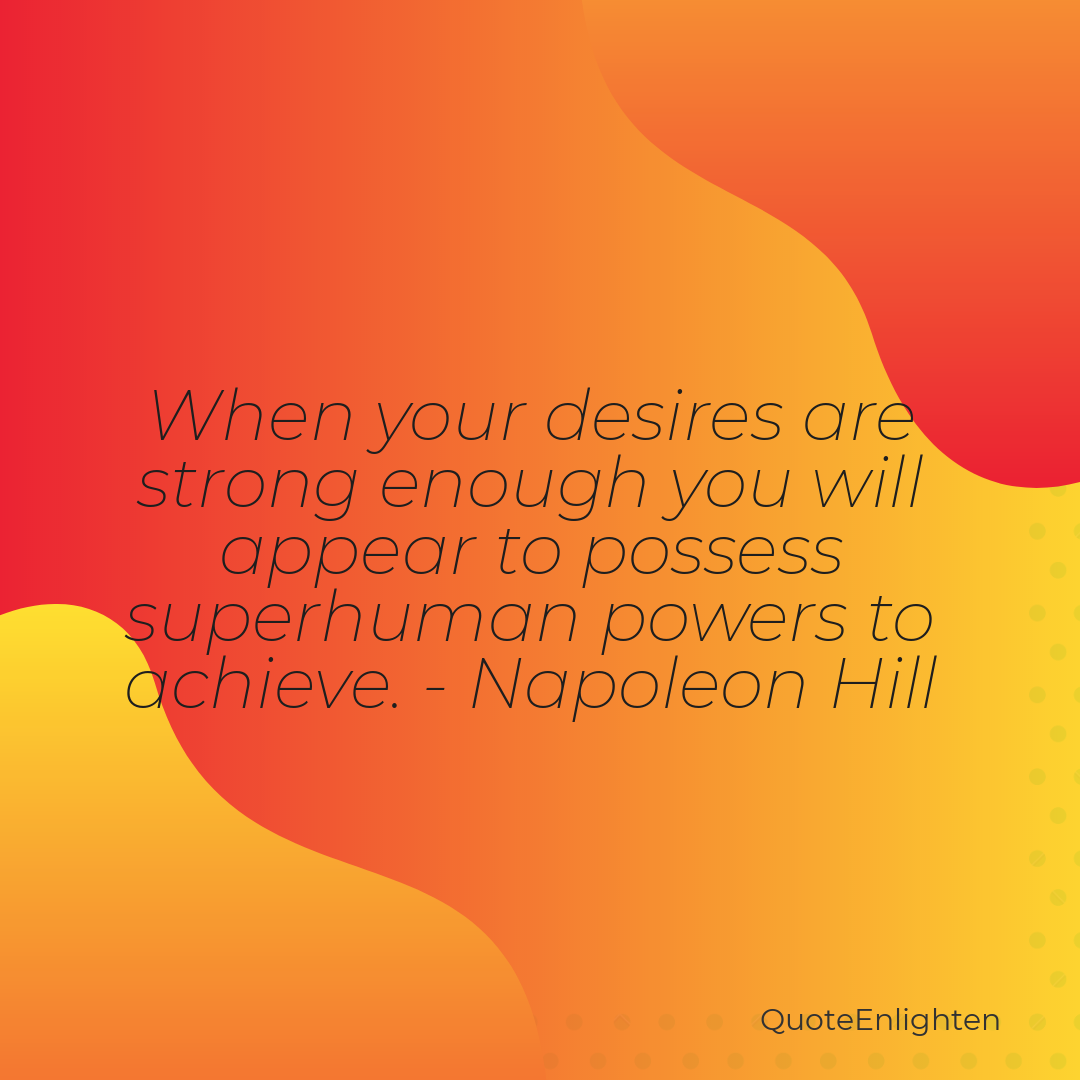 When your desires are
strong enough you will
appear to possess
superhuman powers to
achieve. - Napoleon Hill
QuoteEnlighten